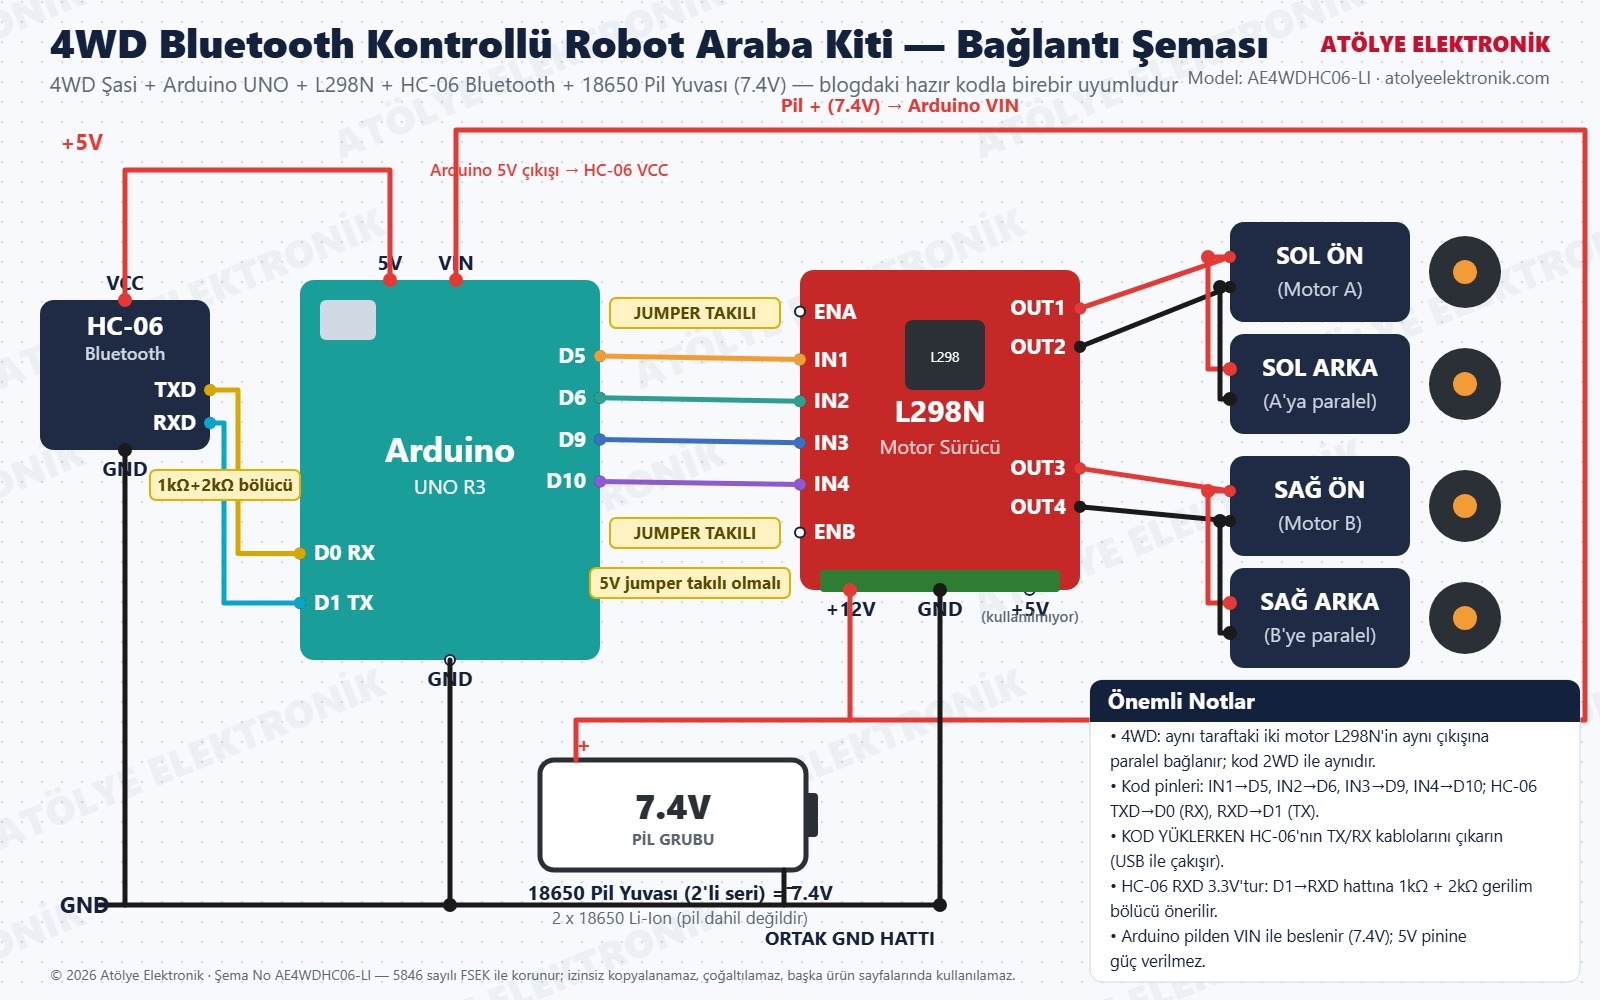 4WD Bluetooth Kontrollü Robot Araba Kiti — Bağlantı Şeması
ATÖLYE ELEKTRONİK
4WD Şasi + Arduino UNO + L298N + HC-06 Bluetooth + 18650 Pil Yuvası (7.4V) — blogdaki hazır kodla birebir uyumludur
Model: AE4WDHC06-LI · atolyeelektronik.com
Pil + (7.4V) → Arduino VIN
+5V
Arduino 5V çıkışı → HC-06 VCC
5V
VIN
VCC
HC-06
Bluetooth
TXD
RXD
GND
1kΩ+2kΩ bölücü
Arduino
UNO R3
D5
D6
D9
D10
D0 RX
D1 TX
GND
JUMPER TAKILI
JUMPER TAKILI
5V jumper takılı olmalı
ENA
IN1
IN2
IN3
IN4
ENB
L298
L298N
Motor Sürücü
OUT1
OUT2
OUT3
OUT4
+12V
GND
+5V
(kullanılmıyor)
SOL ÖN
(Motor A)
SOL ARKA
(A'ya paralel)
SAĞ ÖN
(Motor B)
SAĞ ARKA
(B'ye paralel)
+
7.4V
PİL GRUBU
18650 Pil Yuvası (2'li seri) = 7.4V
2 x 18650 Li-Ion (pil dahil değildir)
GND
ORTAK GND HATTI
Önemli Notlar
• 4WD: aynı taraftaki iki motor L298N'in aynı çıkışına
paralel bağlanır; kod 2WD ile aynıdır.
• Kod pinleri: IN1→D5, IN2→D6, IN3→D9, IN4→D10; HC-06
TXD→D0 (RX), RXD→D1 (TX).
• KOD YÜKLERKEN HC-06'nın TX/RX kablolarını çıkarın
(USB ile çakışır).
• HC-06 RXD 3.3V'tur: D1→RXD hattına 1kΩ + 2kΩ gerilim
bölücü önerilir.
• Arduino pilden VIN ile beslenir (7.4V); 5V pinine
güç verilmez.
© 2026 Atölye Elektronik · Şema No AE4WDHC06-LI — 5846 sayılı FSEK ile korunur; izinsiz kopyalanamaz, çoğaltılamaz, başka ürün sayfalarında kullanılamaz.